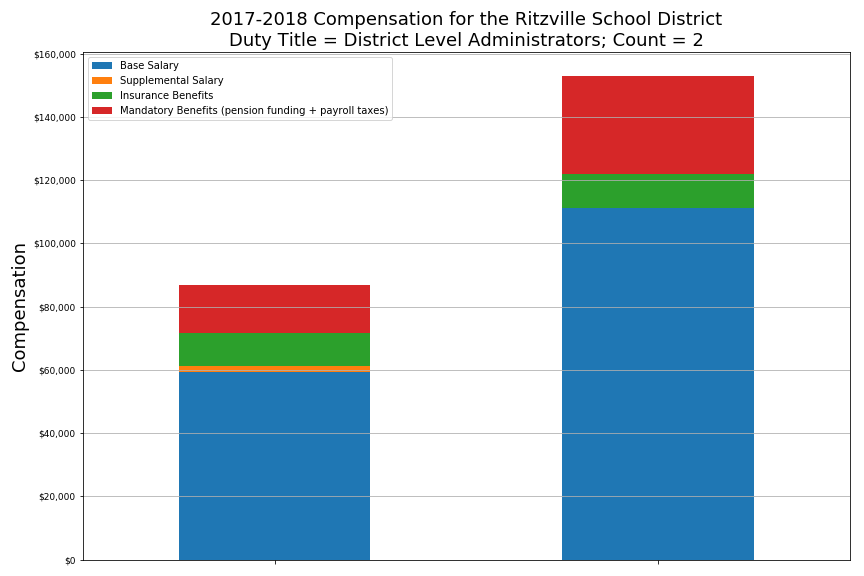 2017-2018 Compensation for the Ritzville School District
Duty Title = District Level Administrators; Count = 2
$160,000
Base Salary
Supplemental Salary
Insurance Benefits
Mandatory Benefits (pension funding + payroll taxes)
$140,000
$120,000
$100,000
Compensation
$80,000
$60,000
$40,000
$20,000
$0